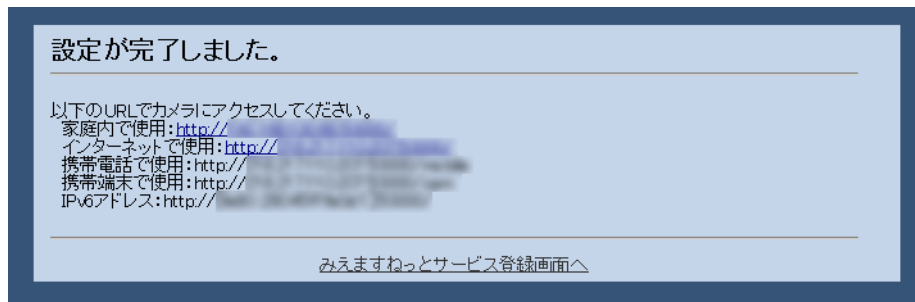 設定が完了しました。
以下のURLでカメラにアクセスしてください。
家庭内で使用:http://
インターネットで使用:http://
携帯電話で使用:http://
携帯端末で使用:http://
IPv6アドレス:http://
みえますねっとサービス登録画面へ